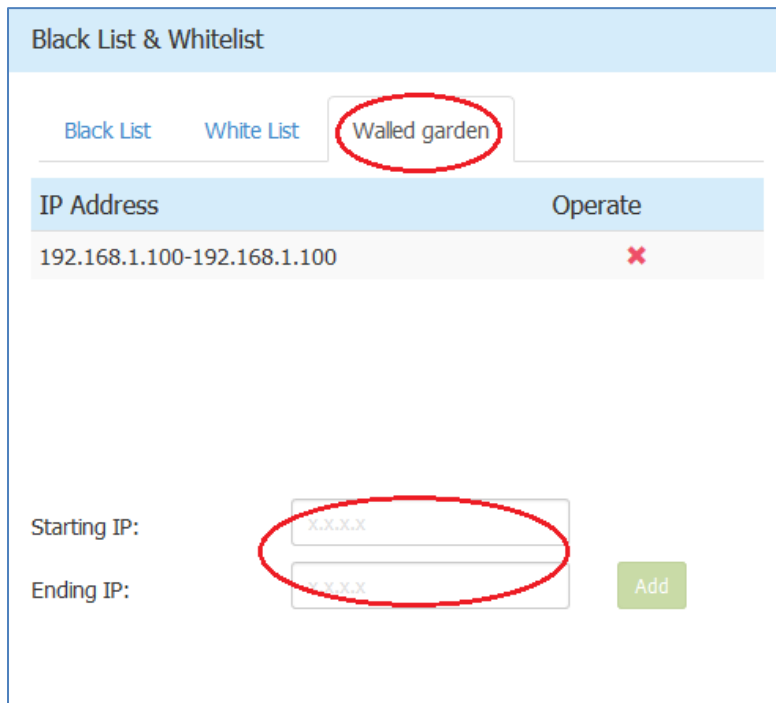 Black List & Whitelist
Black List White List Walled garden
IP Address Operate
192.168.1.100-192.168.1.100
Starting IP: x.x.x.x
Ending IP: x.x.x.x Add